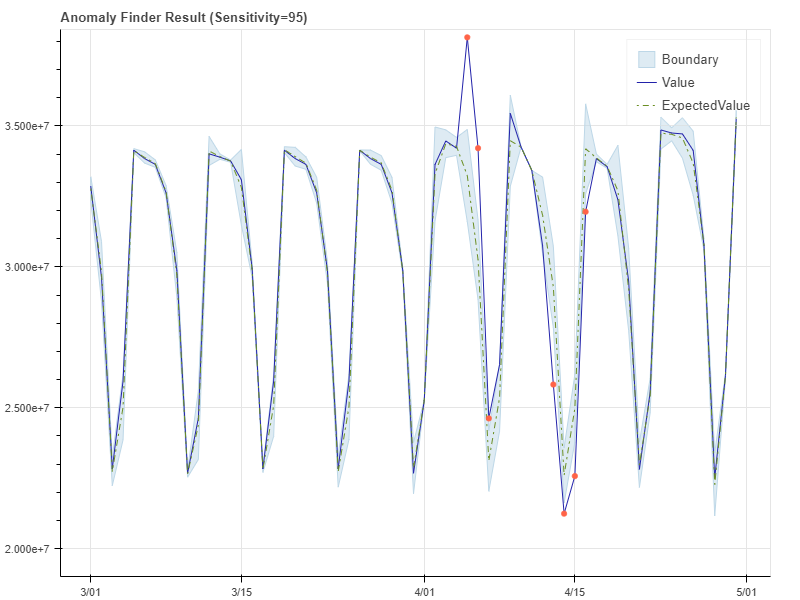 Anomaly Finder Result (Sensitivity=95)
Boundary
Value
ExpectedValue
3.500e+7
3.000e+7
2.500e+7
2.000e+7
3/01
3/15
4/01
4/15
5/01